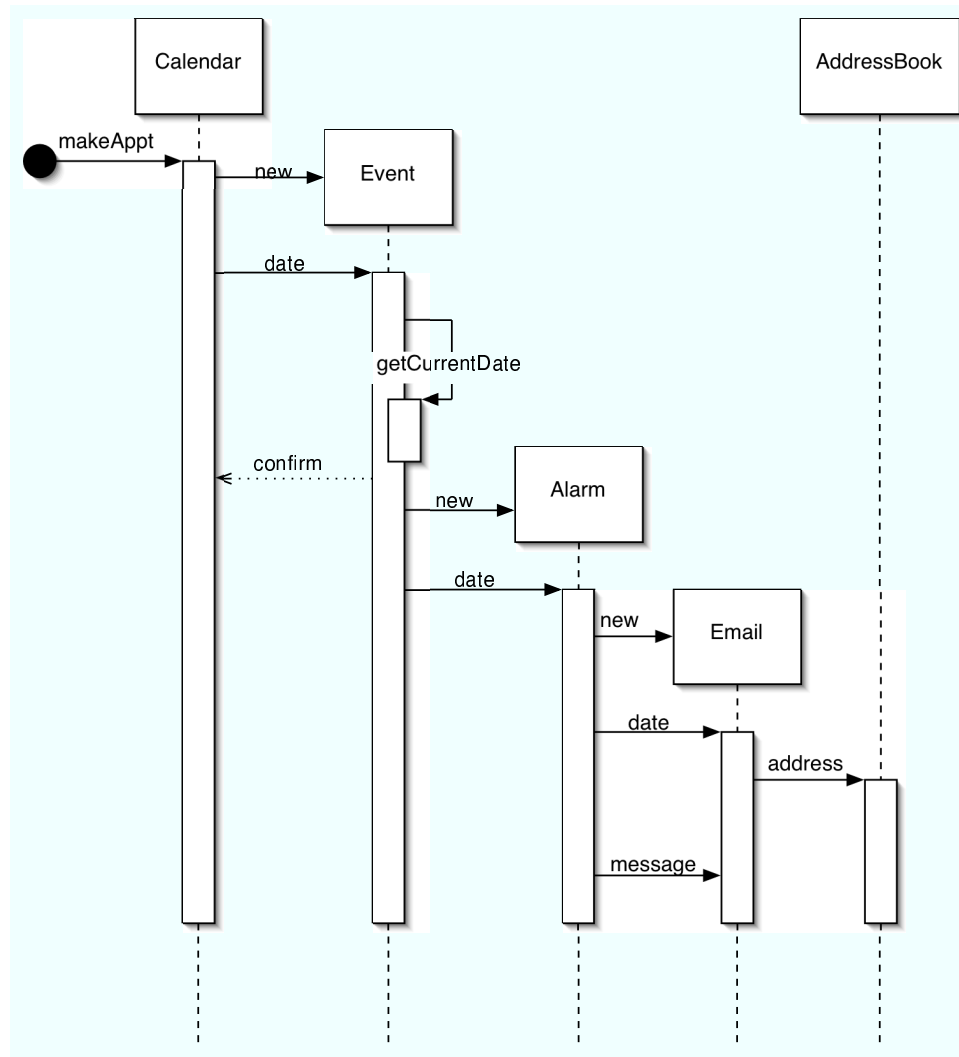 Calendar
AddressBook
makeAppt
new
Event
date
getCurrentDate
confirm
Alarm
new
date
new
Email
date
address
message